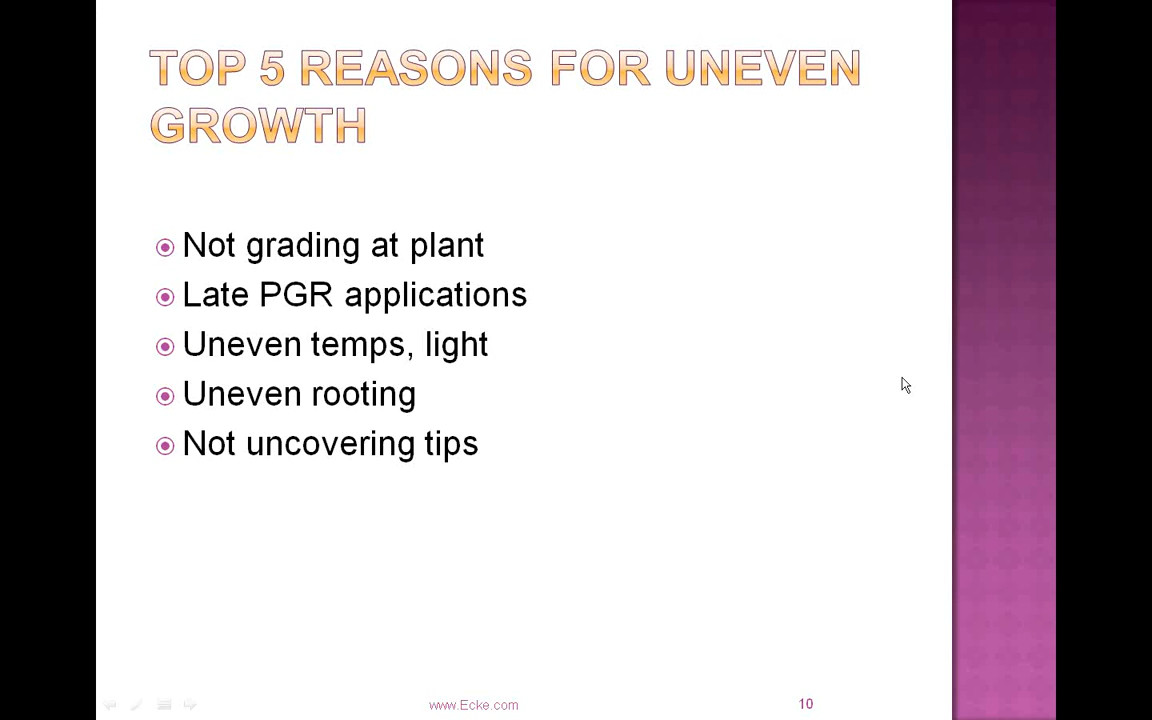 TOP 5 REASONS FOR UNEVEN
GROWTH
Not grading at plant
Late PGR applications
Uneven temps, light
Uneven rooting
Not uncovering tips
www.Ecke.com
10